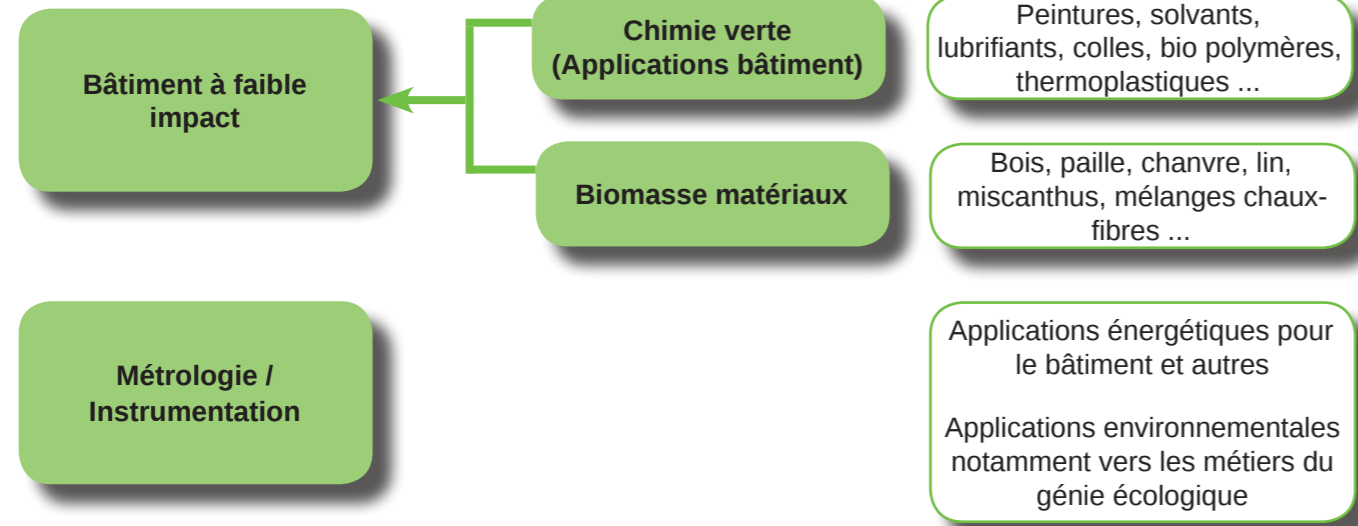 Bâtiment à faible
impact
Chimie verte
(Applications bâtiment)
Peintures, solvants,
lubrifiants, colles, bio polymères,
thermoplastiques ...
Biomasse matériaux
Bois, paille, chanvre, lin,
miscanthus, mélanges chaux-
fibres ...
Métrologie /
Instrumentation
Applications énergétiques pour
le bâtiment et autres
Applications environnementales
notamment vers les métiers du
génie écologique